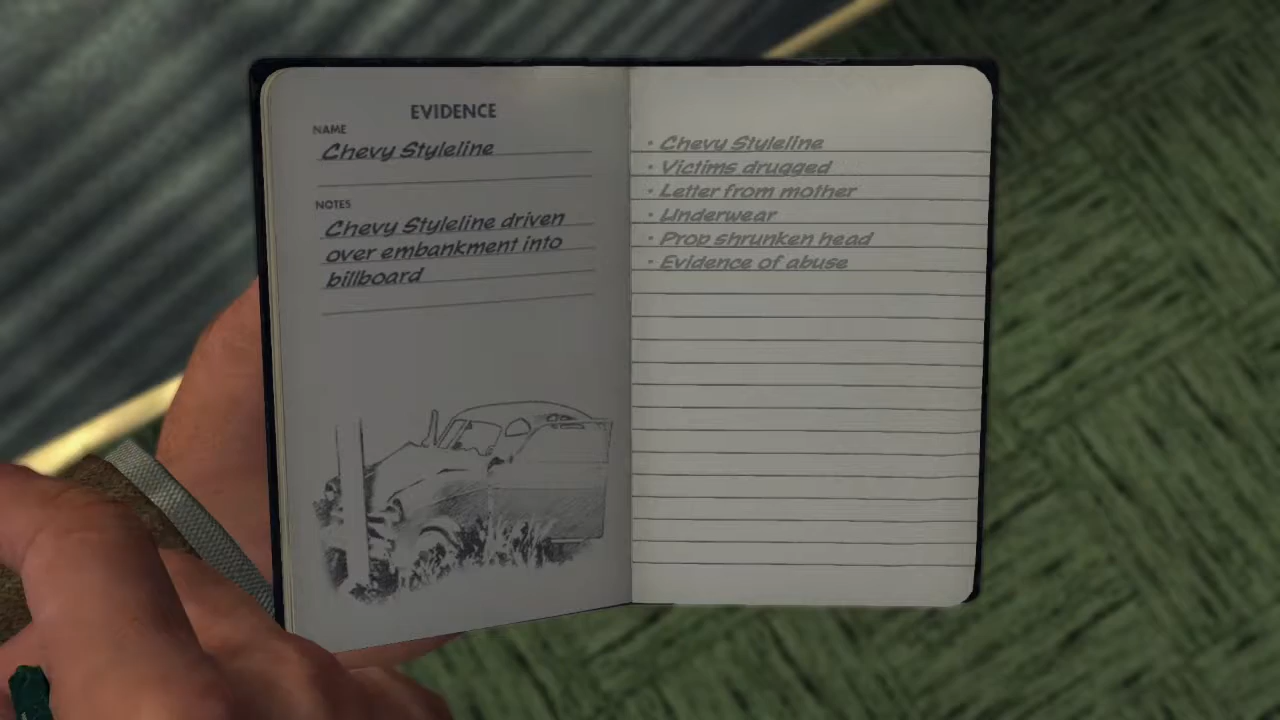 EVIDENCE
NAME
Chevy Styleline
NOTES
Chevy Styleline driven
over embankment into
billboard
• Chevy Styleline
• Victims drugged
• Letter from mother
• Underwear
• Prop shrunken head
• Evidence of abuse